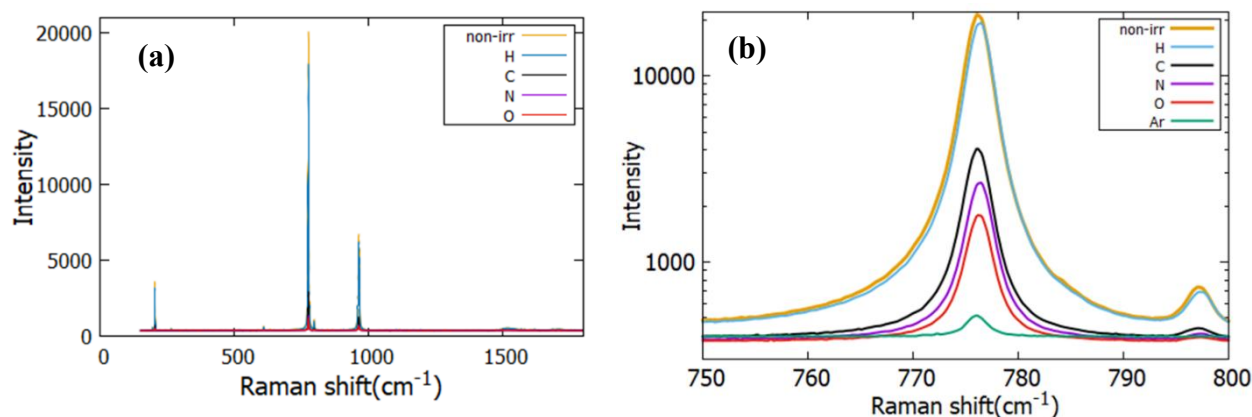 (a)
non-irr
H
C
N
O
20000
15000
10000
5000
0
Intensity
0 500 1000 1500
Raman shift(cm⁻¹)
(b)
non-irr
H
C
N
O
Ar
10000
1000
Intensity
750 760 770 780 790 800
Raman shift(cm⁻¹)